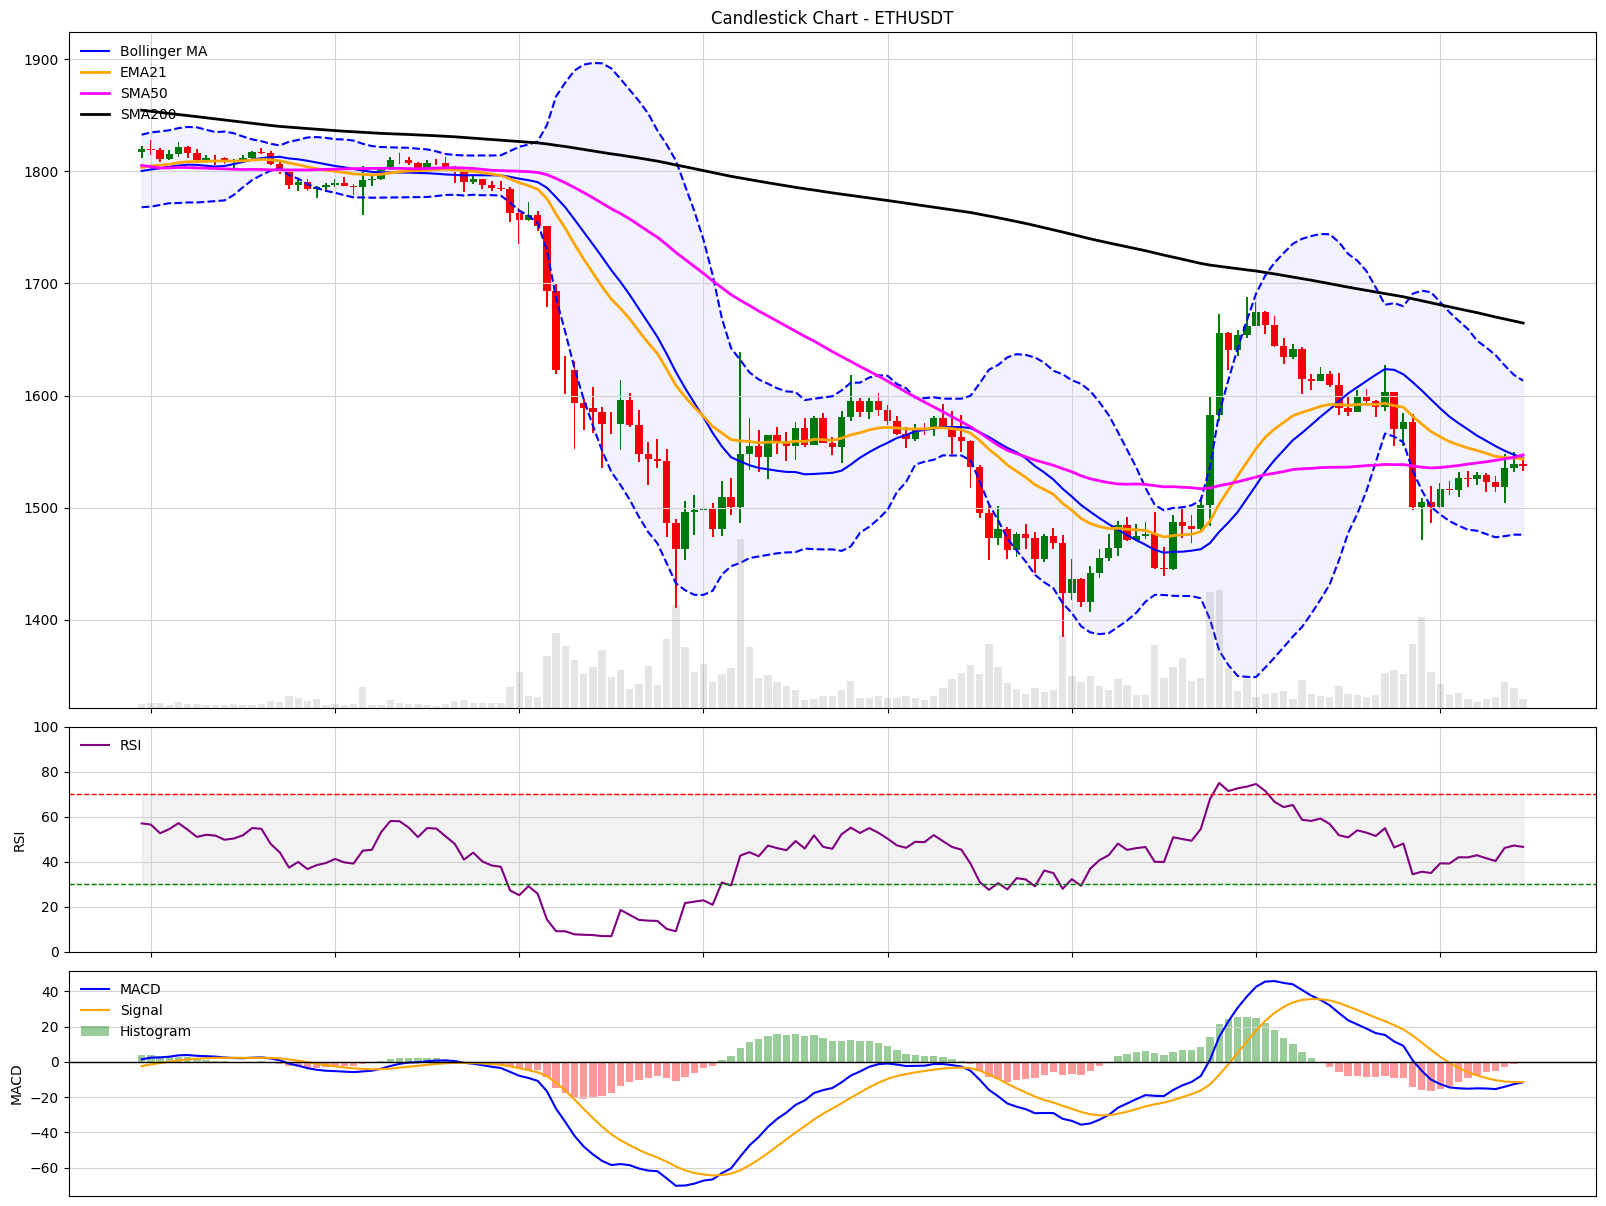 Candlestick Chart - ETHUSDT
Bollinger MA
EMA21
SMA50
SMA200
1900
1800
1700
1600
1500
1400
RSI
100
80
60
40
20
0
RSI
MACD
Signal
Histogram
40
20
0
−20
−40
−60
MACD